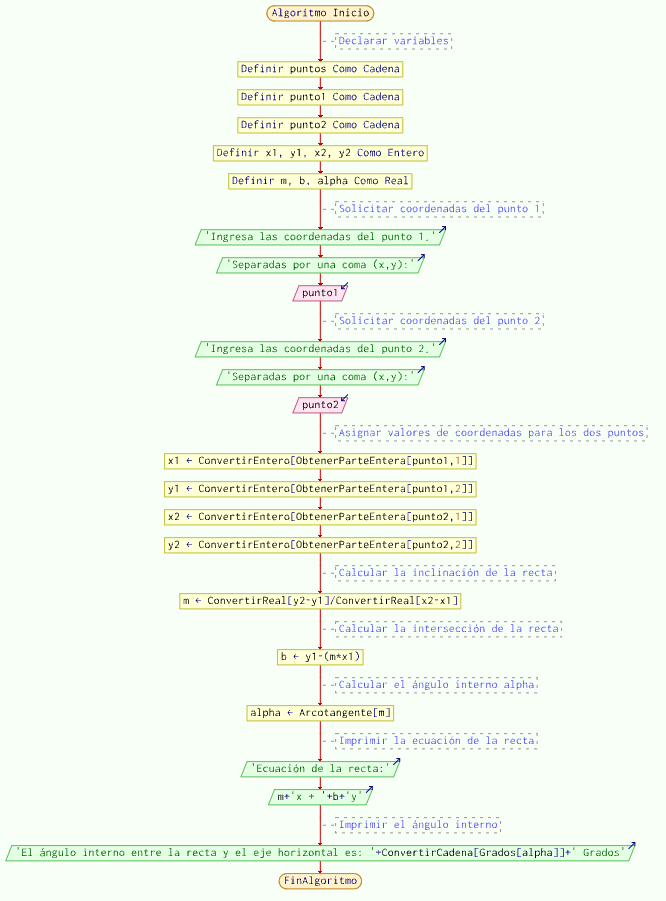 Algoritmo Inicio
Declarar variables
Definir puntos Como Cadena
Definir punto1 Como Cadena
Definir punto2 Como Cadena
Definir x1, y1, x2, y2 Como Entero
Definir m, b, alpha Como Real
Solicitar coordenadas del punto 1
'Ingresa las coordenadas del punto 1.'
'Separadas por una coma (x,y):'
punto1
Solicitar coordenadas del punto 2
'Ingresa las coordenadas del punto 2.'
'Separadas por una coma (x,y):'
punto2
Asignar valores de coordenadas para los dos puntos
x1 ← ConvertirEntero[ObtenerParteEntera[punto1,1]]
y1 ← ConvertirEntero[ObtenerParteEntera[punto1,2]]
x2 ← ConvertirEntero[ObtenerParteEntera[punto2,1]]
y2 ← ConvertirEntero[ObtenerParteEntera[punto2,2]]
Calcular la inclinación de la recta
m ← ConvertirReal[y2-y1]/ConvertirReal[x2-x1]
Calcular la intersección de la recta
b ← y1-(m*x1)
Calcular el ángulo interno alpha
alpha ← Arcotangente[m]
Imprimir la ecuación de la recta
'Ecuación de la recta:'
m+'x + '+b+'y'
Imprimir el ángulo interno
'El ángulo interno entre la recta y el eje horizontal es: '+ConvertirCadena[Grados[alpha]]+' Grados'
FinAlgoritmo